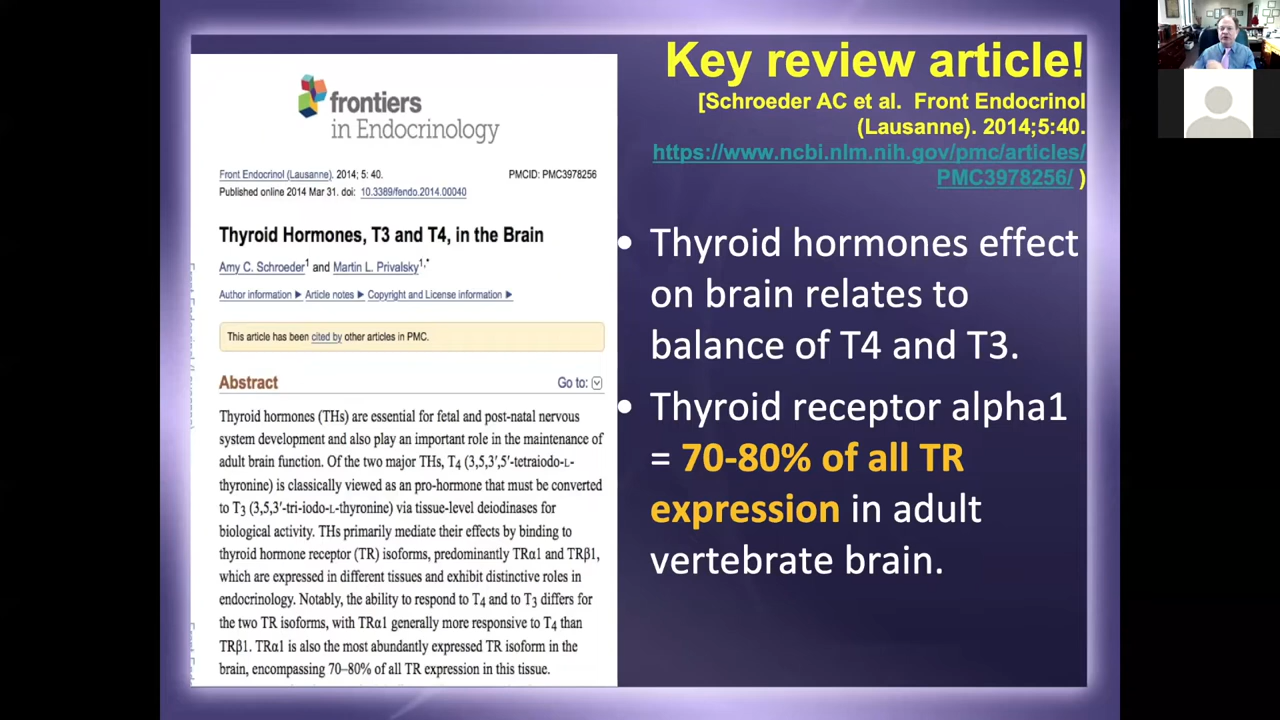 frontiers
in Endocrinology
Front Endocrinol (Lausanne). 2014; 5: 40.
PMCID: PMC3978256
Published online 2014 Mar 31. doi: 10.3389/fendo.2014.00040
Thyroid Hormones, T3 and T4, in the Brain
Amy C. Schroeder1 and Martin L. Privalsky1,*
Author information ▶ Article notes ▶ Copyright and License information ▶
This article has been cited by other articles in PMC.
Abstract
Go to:
Thyroid hormones (THs) are essential for fetal and post-natal nervous
system development and also play an important role in the maintenance of
adult brain function. Of the two major THs, T4 (3,5,3′,5′-tetraiodo-L-
thyronine) is classically viewed as an pro-hormone that must be converted
to T3 (3,5,3′-tri-iodo-L-thyronine) via tissue-level deiodinases for
biological activity. THs primarily mediate their effects by binding to
thyroid hormone receptor (TR) isoforms, predominantly TRα1 and TRβ1,
which are expressed in different tissues and exhibit distinctive roles in
endocrinology. Notably, the ability to respond to T4 and to T3 differs for
the two TR isoforms, with TRα1 generally more responsive to T4 than
TRβ1. TRα1 is also the most abundantly expressed TR isoform in the
brain, encompassing 70–80% of all TR expression in this tissue.
Key review article!
[Schroeder AC et al. Front Endocrinol
(Lausanne). 2014;5:40.
https://www.ncbi.nlm.nih.gov/pmc/articles/
PMC3978256/ )
• Thyroid hormones effect
on brain relates to
balance of T4 and T3.
• Thyroid receptor alpha1
= 70-80% of all TR
expression in adult
vertebrate brain.